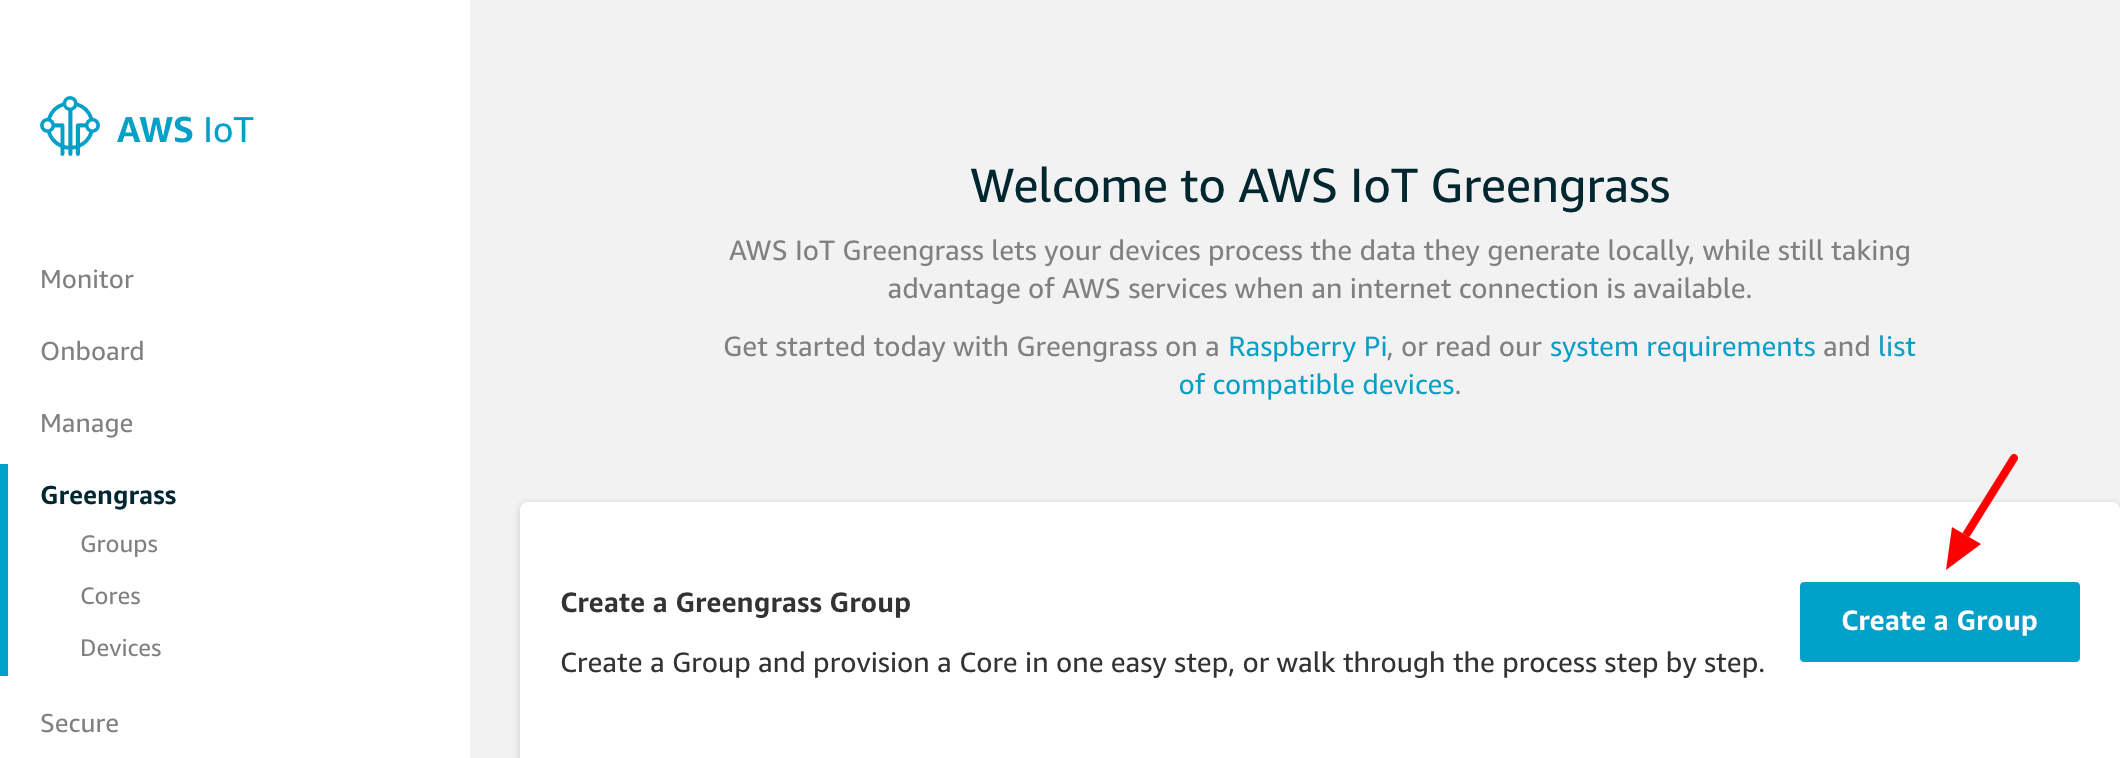 AWS IoT
Monitor
Onboard
Manage
Greengrass
Groups
Cores
Devices
Secure
Welcome to AWS IoT Greengrass
AWS IoT Greengrass lets your devices process the data they generate locally, while still taking
advantage of AWS services when an internet connection is available.
Get started today with Greengrass on a Raspberry Pi, or read our system requirements and list
of compatible devices.
Create a Greengrass Group
Create a Group and provision a Core in one easy step, or walk through the process step by step.
Create a Group